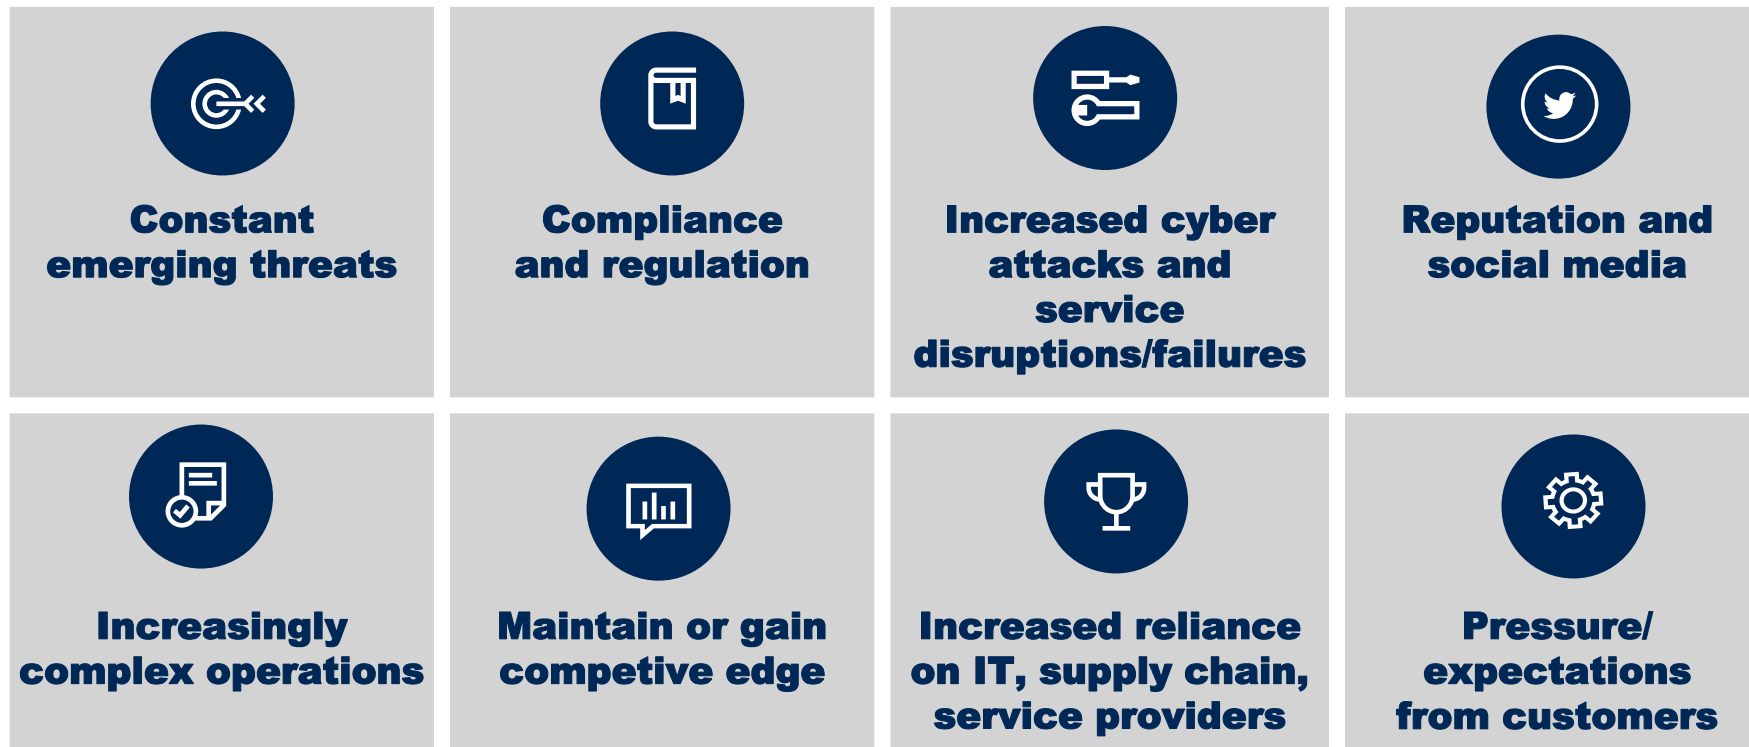 Constant
emerging threats
Compliance
and regulation
Increased cyber
attacks and
service
disruptions/failures
Reputation and
social media
Increasingly
complex operations
Maintain or gain
competive edge
Increased reliance
on IT, supply chain,
service providers
Pressure/
expectations
from customers